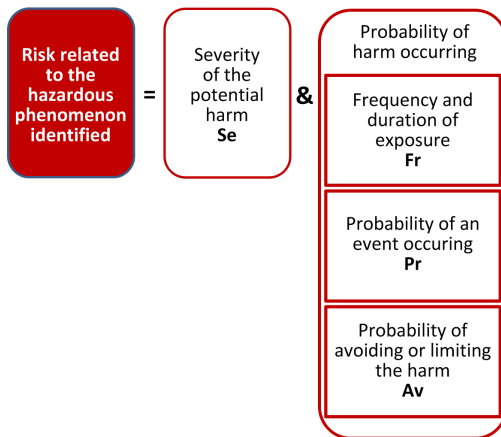 Risk related
to the
hazardous
phenomenon
identified
=
Severity
of the
potential
harm
Se
&
Probability of
harm occurring
Frequency and
duration of
exposure
Fr
Probability of an
event occuring
Pr
Probability of
avoiding or limiting
the harm
Av